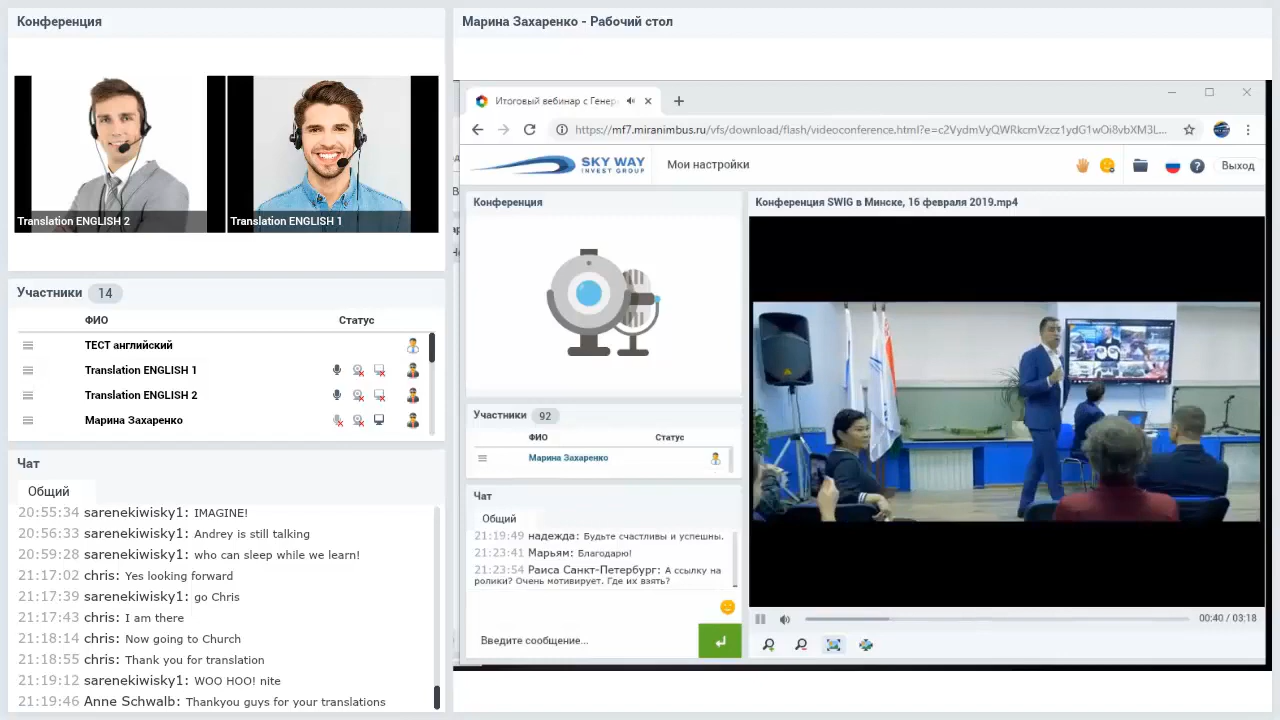 Конференция
Translation ENGLISH 2
Translation ENGLISH 1
Участники 14
ФИО Статус
ТЕСТ английский
Translation ENGLISH 1
Translation ENGLISH 2
Марина Захаренко
Чат
Общий
20:55:34 sarenekiwisky1: IMAGINE!
20:56:33 sarenekiwisky1: Andrey is still talking
20:59:28 sarenekiwisky1: who can sleep while we learn!
21:17:02 chris: Yes looking forward
21:17:39 sarenekiwisky1: go Chris
21:17:43 chris: I am there
21:18:14 chris: Now going to Church
21:18:55 chris: Thank you for translation
21:19:12 sarenekiwisky1: WOO HOO! nite
21:19:46 Anne Schwalb: Thankyou guys for your translations
Марина Захаренко - Рабочий стол
Итоговый вебинар с Генер
https://mf7.miranimbus.ru/vfs/download/flash/videoconference.html?e=c2VydmVyQWRkcmVzcz1ydG1wOi8vbXM3L...
SKY WAY
INVEST GROUP
Мои настройки
Выход
Конференция
Участники 92
ФИО Статус
Марина Захаренко
Чат
Общий
21:19:49 надежда: Будьте счастливы и успешны.
21:23:41 Марьям: Благодарю!
21:23:54 Раиса Санкт-Петербург: А ссылку на
ролики? Очень мотивирует. Где их взять?
Введите сообщение...
Конференция SWIG в Минске, 16 февраля 2019.mp4
00:40 / 03:18